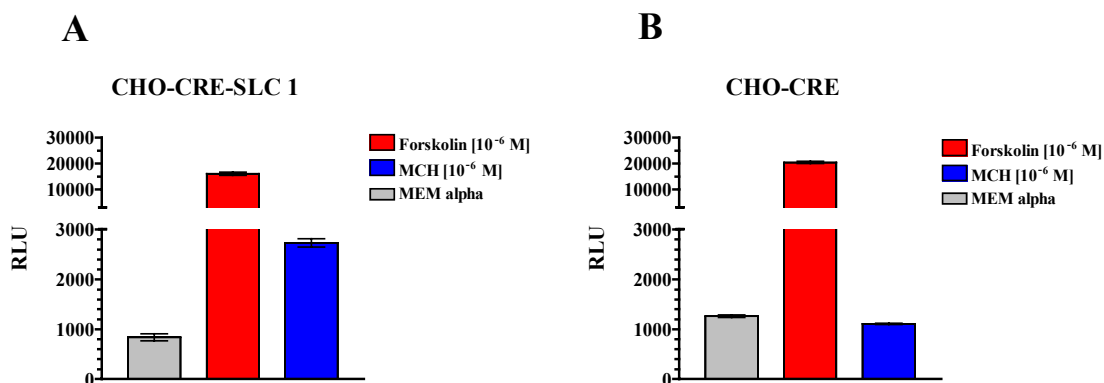 A
CHO-CRE-SLC 1
RLU
30000
20000
10000
3000
2000
1000
0
Forskolin [10⁻⁶ M]
MCH [10⁻⁶ M]
MEM alpha
B
CHO-CRE
RLU
30000
20000
10000
3000
2000
1000
0
Forskolin [10⁻⁶ M]
MCH [10⁻⁶ M]
MEM alpha